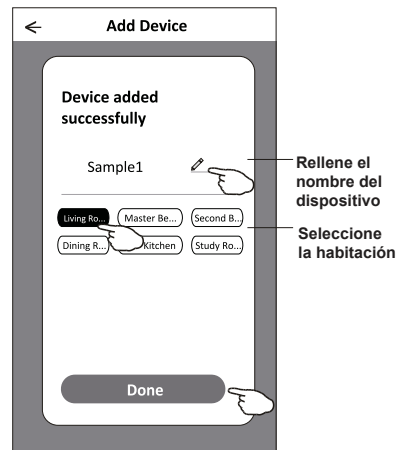 Add Device
Device added
successfully
Sample1
Rellene el
nombre del
dispositivo
Living Ro...
Master Be...
Second B...
Seleccione
la habitación
Dining R...
Kitchen
Study Ro...
Done